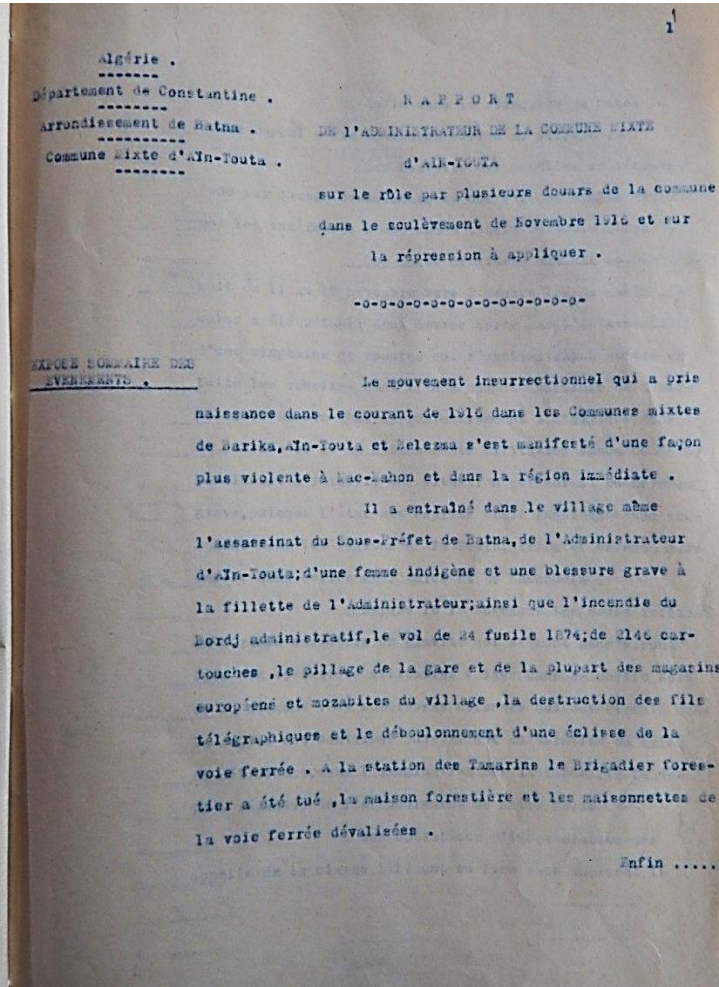 1
Algérie .
Département de Constantine .
Arrondissement de Batna .
Commune Mixte d'Aïn-Touta .
R A P P O R T
DE l'ADMINISTRATEUR DE LA COMMUNE MIXTE
d'AIN-TOUTA
sur le rôle par plusieurs douars de la commune
dans le soulèvement de Novembre 1916 et sur
la répression à appliquer .
-o-o-o-o-o-o-o-o-o-o-o-o-o-
EXPOSE SOMMAIRE DES
EVENEMENTS .
Le mouvement insurrectionnel qui a pris
naissance dans le courant de 1916 dans les Communes mixtes
de Barika,Aïn-Touta et Belezma s'est manifesté d'une façon
plus violente à Mac-Mahon et dans la région immédiate .
Il a entraîné dans le village même
l'assassinat du Sous-Préfet de Batna,de l'Administrateur
d'Aïn-Touta;d'une femme indigène et une blessure grave à
la fillette de l'Administrateur;ainsi que l'incendie du
Bordj administratif,le vol de 24 fusils 1874;de 2146 car-
touches ,le pillage de la gare et de la plupart des magasins
européens et mozabites du village ,la destruction des fils
télégraphiques et le déboulonnement d'une éclisse de la
voie ferrée . A la station des Tamarins le Brigadier fores-
tier a été tué ,la maison forestière et les maisonnettes de
la voie ferrée dévalisées .
Enfin .....